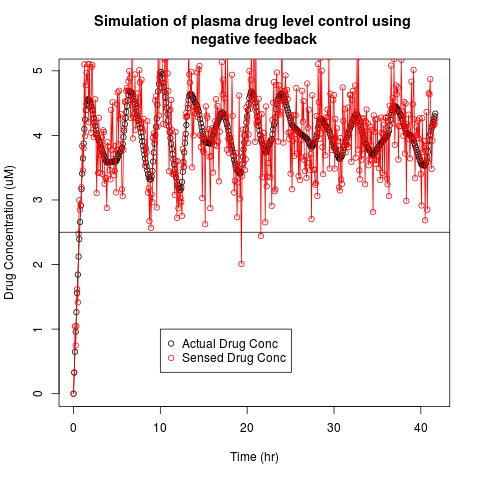 Simulation of plasma drug level control using
negative feedback
Drug Concentration (uM)
5
4
3
2
1
0
Actual Drug Conc
Sensed Drug Conc
0
10
20
30
40
Time (hr)